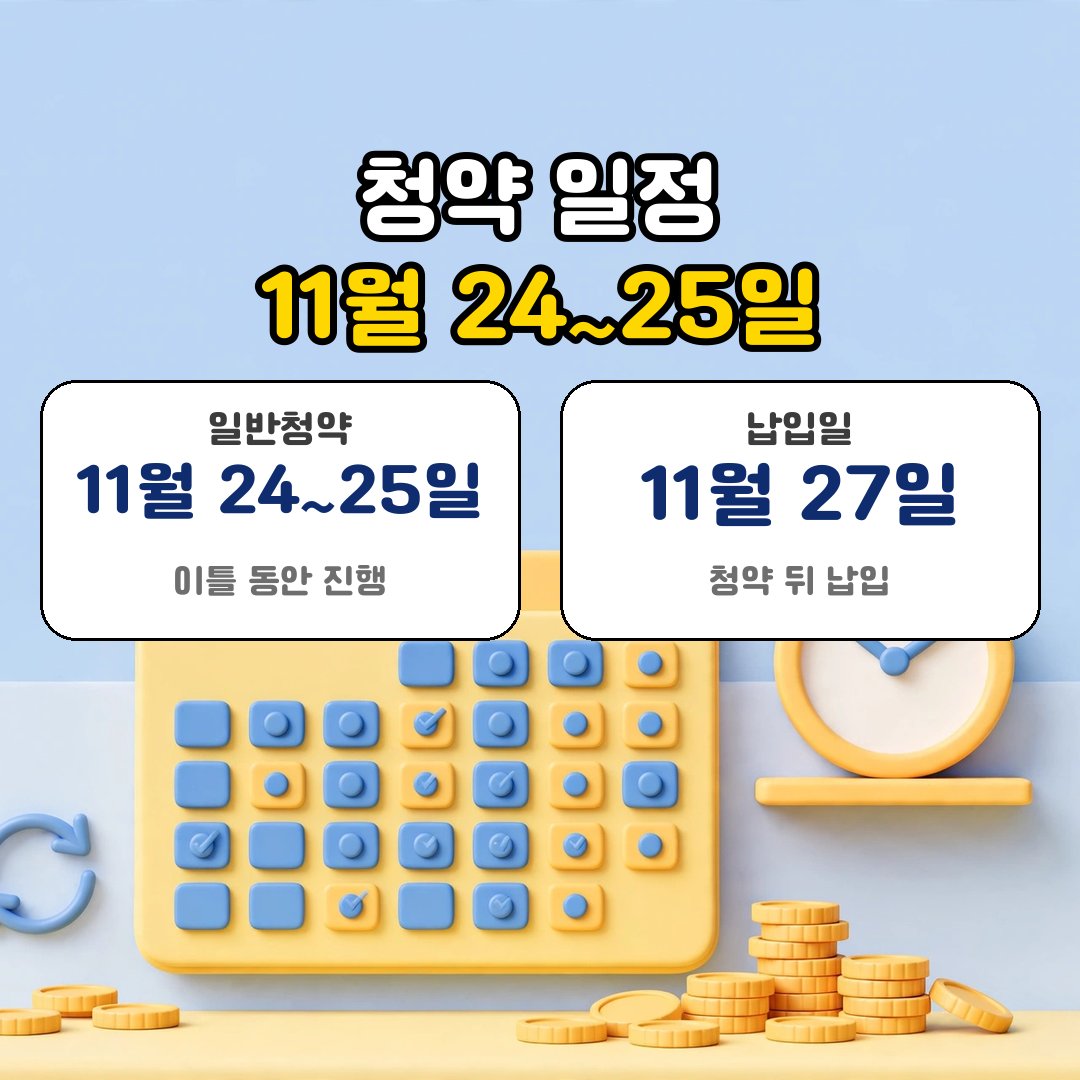 청약 일정
11월 24~25일
일반청약
11월 24~25일
이틀 동안 진행
납입일
11월 27일
청약 뒤 납입